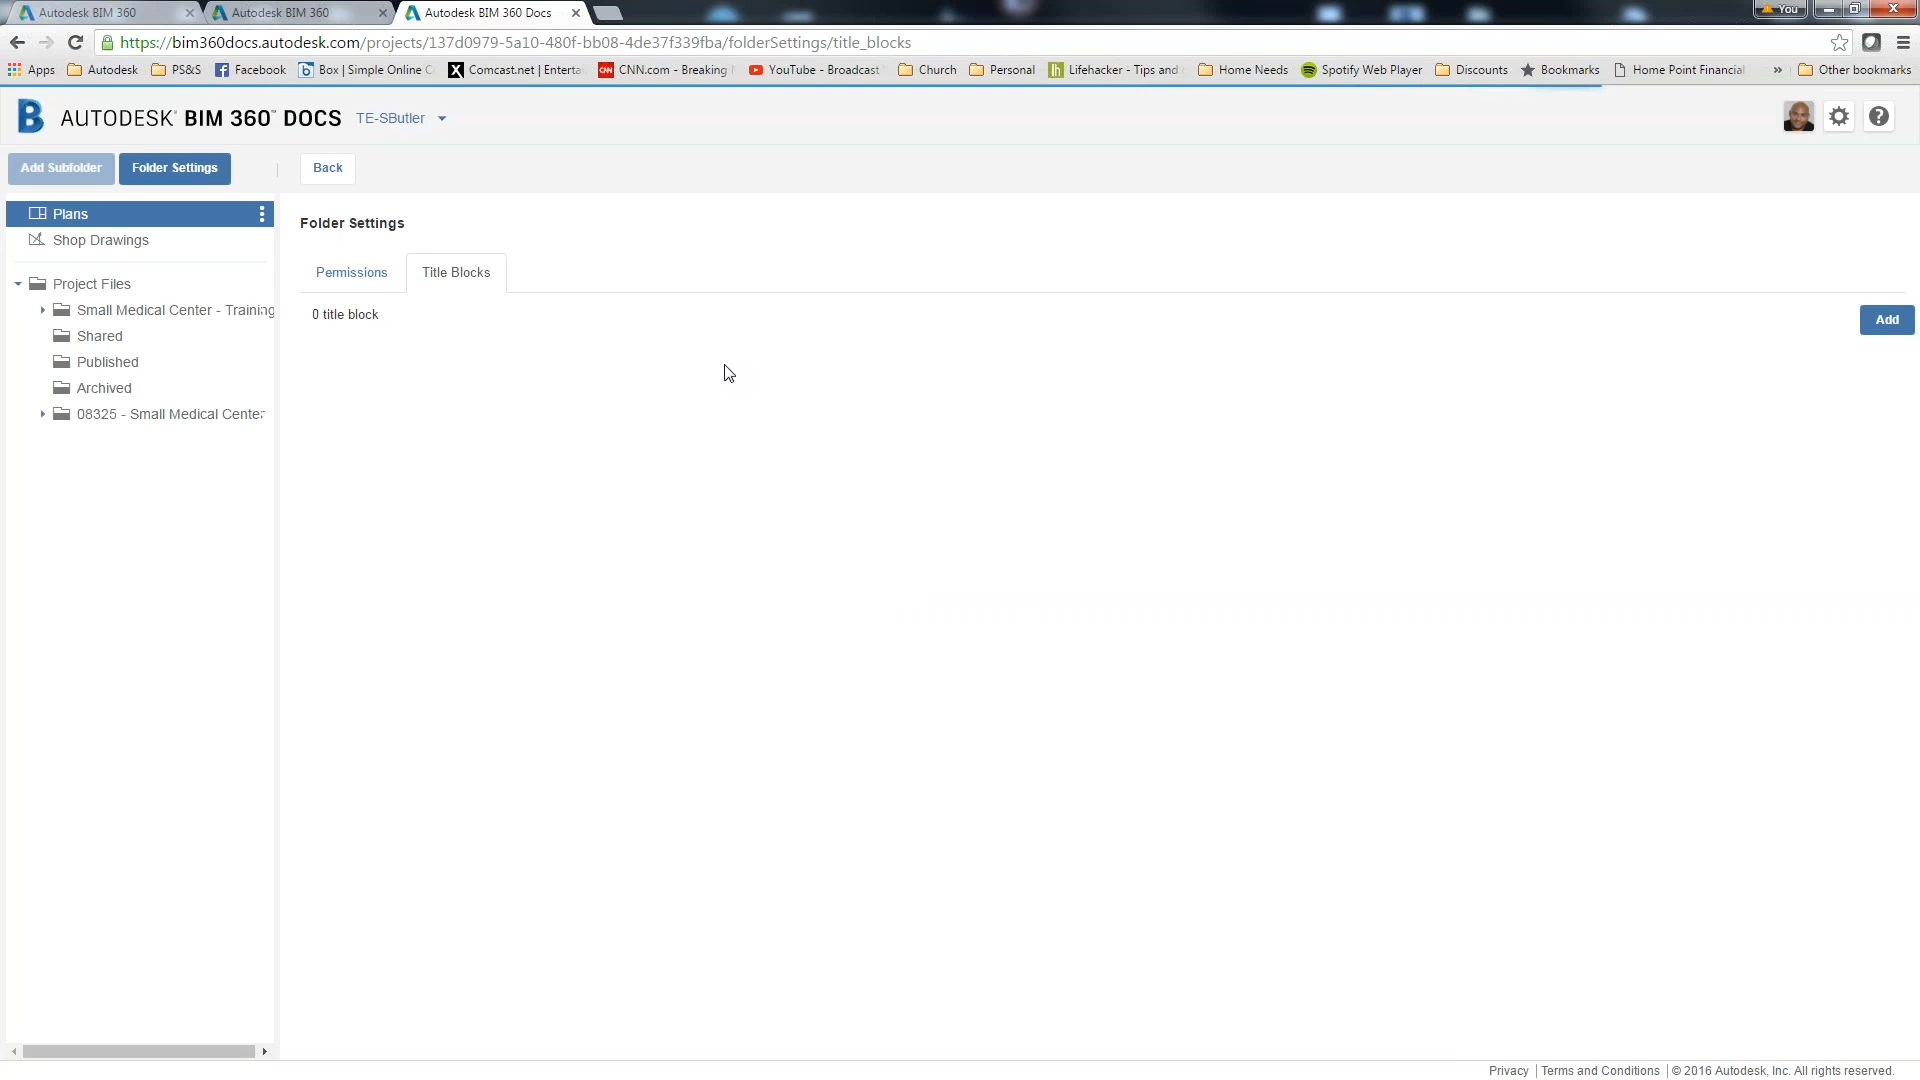 Autodesk BIM 360
Autodesk BIM 360
Autodesk BIM 360 Docs
You
https://bim360docs.autodesk.com/projects/137d0979-5a10-480f-bb08-4de37f339fba/folderSettings/title_blocks
Apps Autodesk PS&S Facebook Box | Simple Online Comcast.net | Enterta CNN.com - Breaking YouTube - Broadcast Church Personal Lifehacker - Tips and Home Needs Spotify Web Player Discounts Bookmarks Home Point Financial » Other bookmarks
AUTODESK® BIM 360™ DOCS TE-SButler
Add Subfolder Folder Settings Back
Plans
Shop Drawings
Project Files
Small Medical Center - Training
Shared
Published
Archived
08325 - Small Medical Center
Folder Settings
Permissions Title Blocks
0 title block
Add
Privacy | Terms and Conditions | © 2016 Autodesk, Inc. All rights reserved.